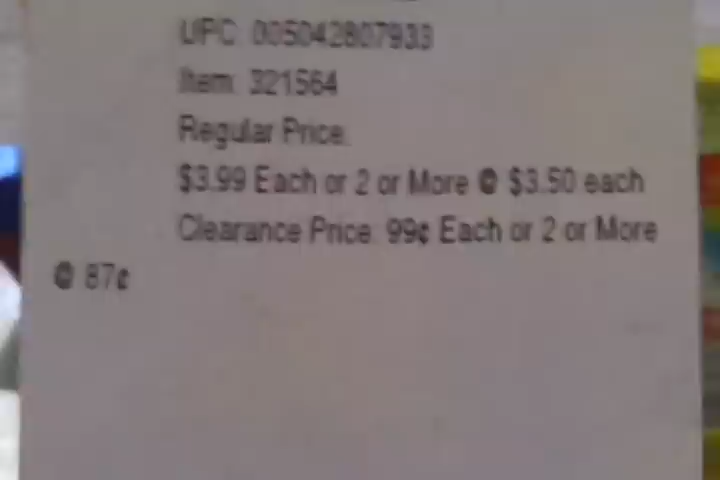 UPC: 005042807933
Item: 321564
Regular Price:
$3.99 Each or 2 or More @ $3.50 each
Clearance Price: 99¢ Each or 2 or More
@ 87¢